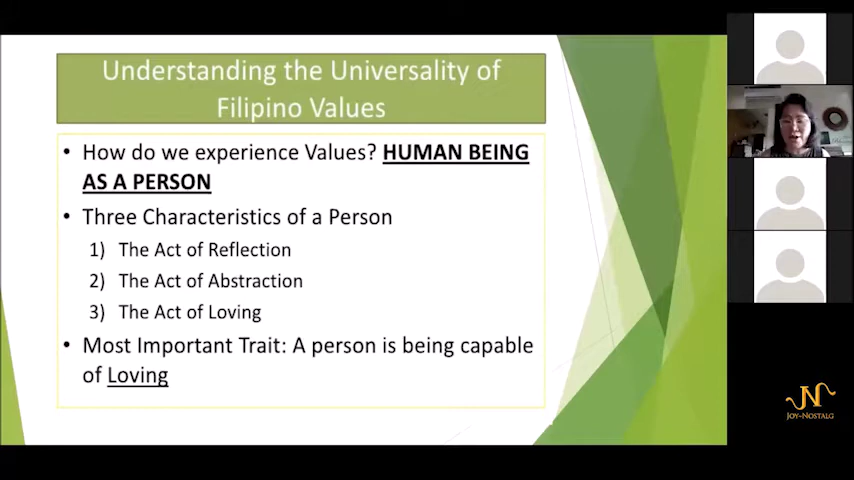 Understanding the Universality of
Filipino Values
• How do we experience Values? HUMAN BEING
AS A PERSON
• Three Characteristics of a Person
1) The Act of Reflection
2) The Act of Abstraction
3) The Act of Loving
• Most Important Trait: A person is being capable
of Loving
JN
JOY-NOSTALG